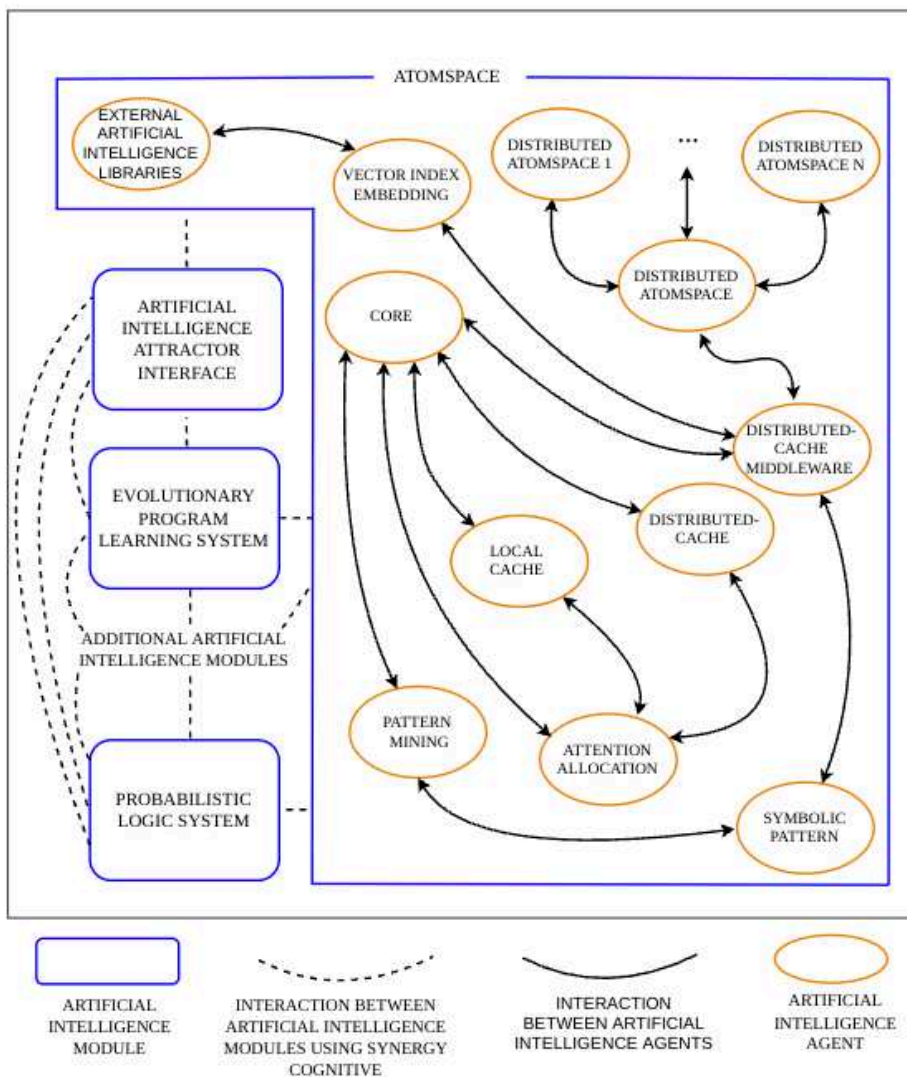 ATOMSPACE
EXTERNAL
ARTIFICIAL
INTELLIGENCE
LIBRARIES
VECTOR INDEX
EMBEDDING
DISTRIBUTED
ATOMSPACE 1
...
DISTRIBUTED
ATOMSPACE N
DISTRIBUTED
ATOMSPACE
ARTIFICIAL
INTELLIGENCE
ATTRACTOR
INTERFACE
CORE
DISTRIBUTED-
CACHE
MIDDLEWARE
EVOLUTIONARY
PROGRAM
LEARNING SYSTEM
LOCAL
CACHE
DISTRIBUTED-
CACHE
ADDITIONAL ARTIFICIAL
INTELLIGENCE MODULES
PATTERN
MINING
ATTENTION
ALLOCATION
PROBABILISTIC
LOGIC SYSTEM
SYMBOLIC
PATTERN
ARTIFICIAL
INTELLIGENCE
MODULE
INTERACTION BETWEEN
ARTIFICIAL INTELLIGENCE
MODULES USING SYNERGY
COGNITIVE
INTERACTION
BETWEEN ARTIFICIAL
INTELLIGENCE AGENTS
ARTIFICIAL
INTELLIGENCE
AGENT